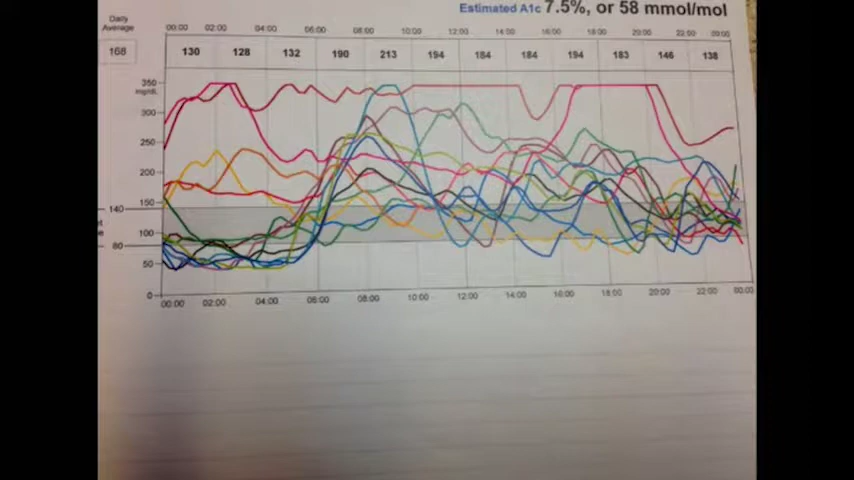 Estimated A1c 7.5%, or 58 mmol/mol
Daily
Average
00:00 02:00 04:00 06:00 08:00 10:00 12:00 14:00 16:00 18:00 20:00 22:00 00:00
168 130 128 132 190 213 194 184 184 194 183 146 138
350
mg/dL
300
250
200
150
140
100
80
50
0
00:00 02:00 04:00 06:00 08:00 10:00 12:00 14:00 16:00 18:00 20:00 22:00 00:00